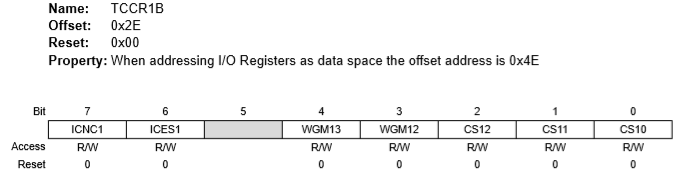 Name: TCCR1B
Offset: 0x2E
Reset: 0x00
Property: When addressing I/O Registers as data space the offset address is 0x4E
Bit 7 6 5 4 3 2 1 0
ICNC1 ICES1 WGM13 WGM12 CS12 CS11 CS10
Access R/W R/W R/W R/W R/W R/W R/W
Reset 0 0 0 0 0 0 0